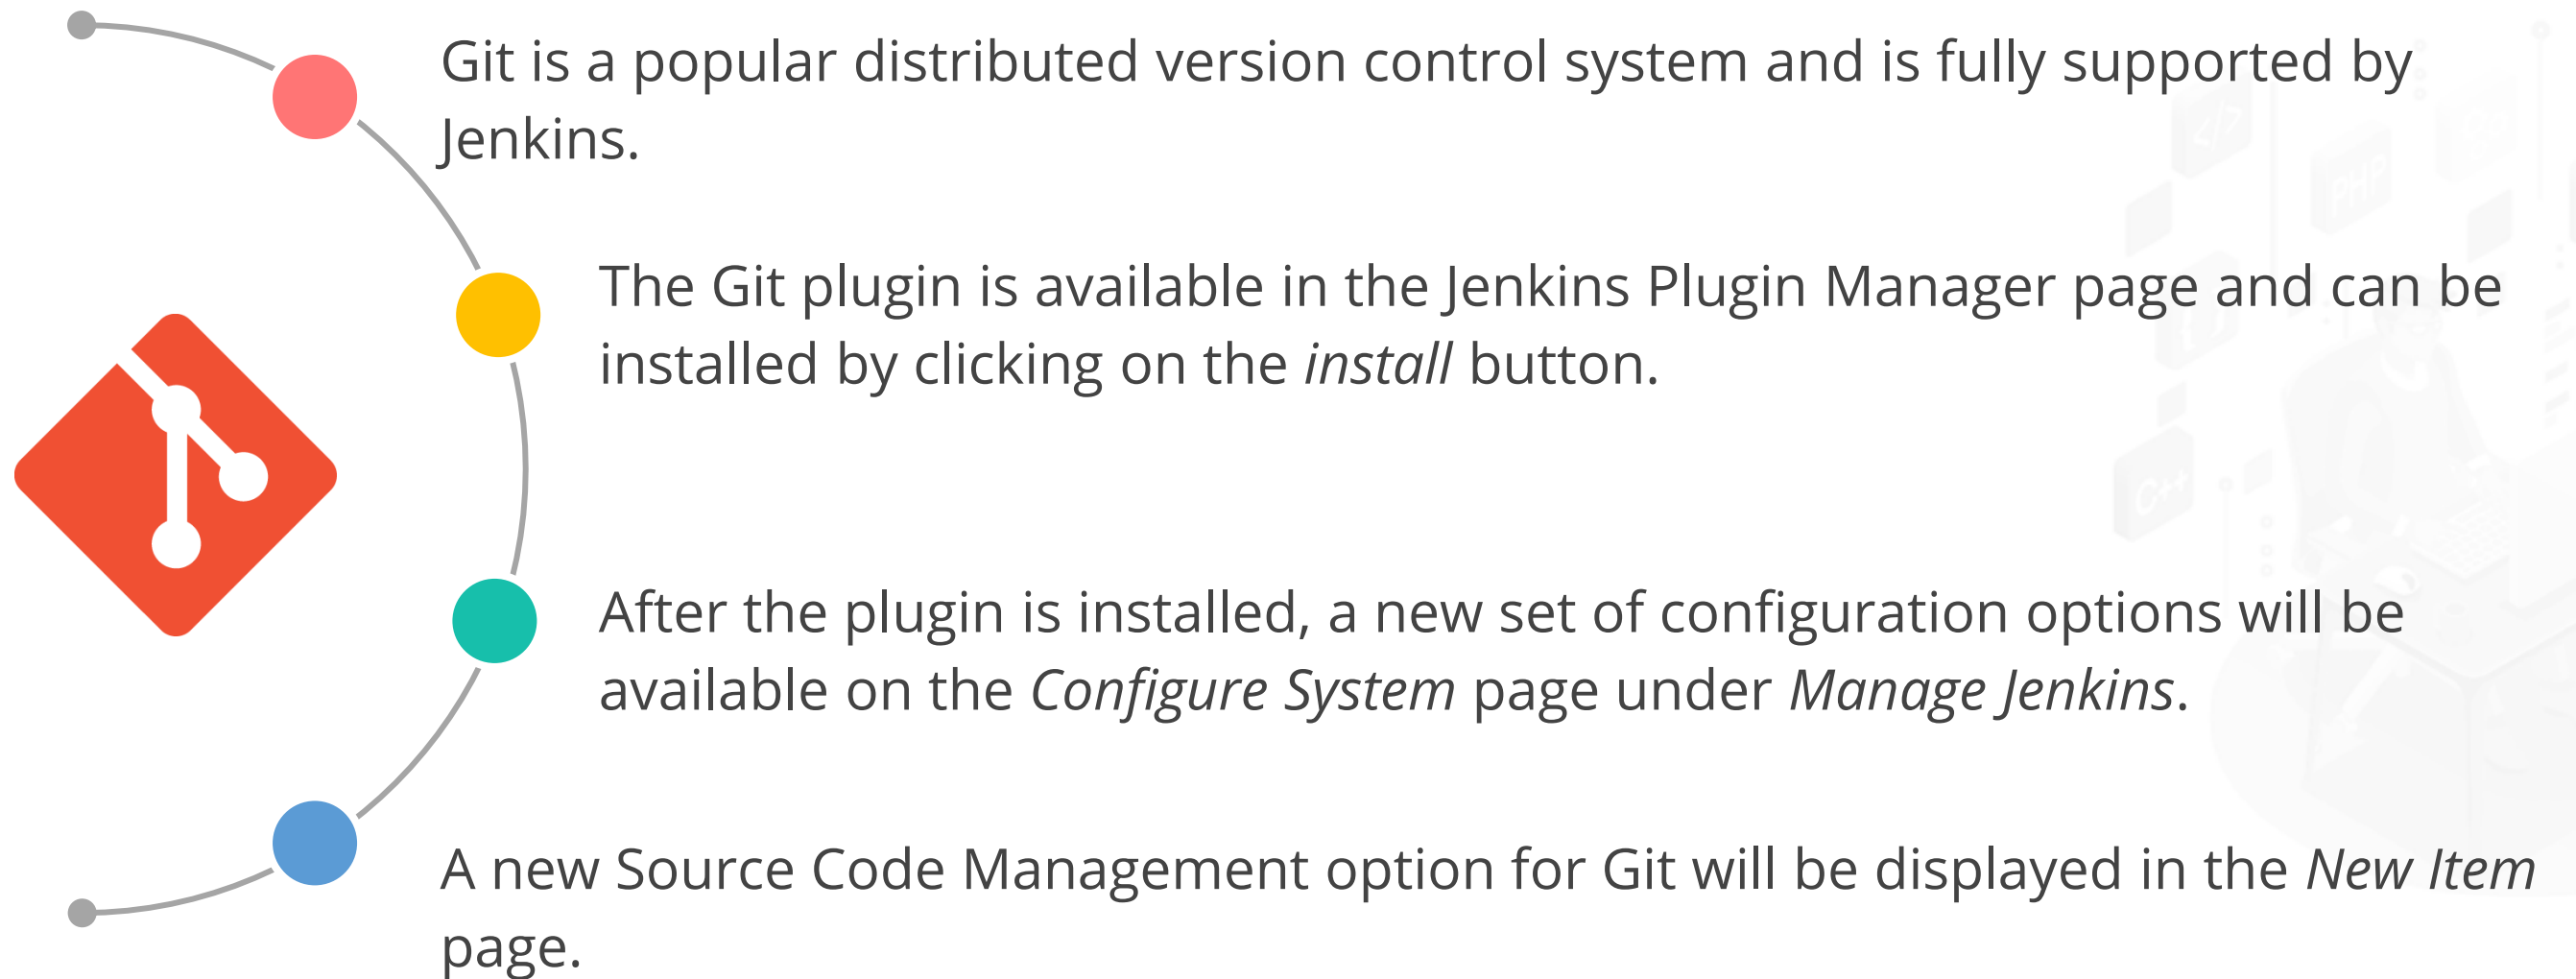 Git is a popular distributed version control system and is fully supported by
Jenkins.
The Git plugin is available in the Jenkins Plugin Manager page and can be
installed by clicking on the install button.
After the plugin is installed, a new set of configuration options will be
available on the Configure System page under Manage Jenkins.
A new Source Code Management option for Git will be displayed in the New Item
page.